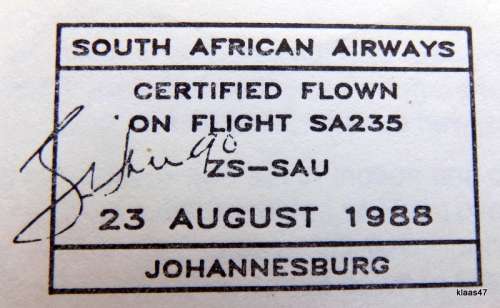 SOUTH AFRICAN AIRWAYS
CERTIFIED FLOWN
ON FLIGHT SA235
ZS-SAU
23 AUGUST 1988
JOHANNESBURG
klaas47